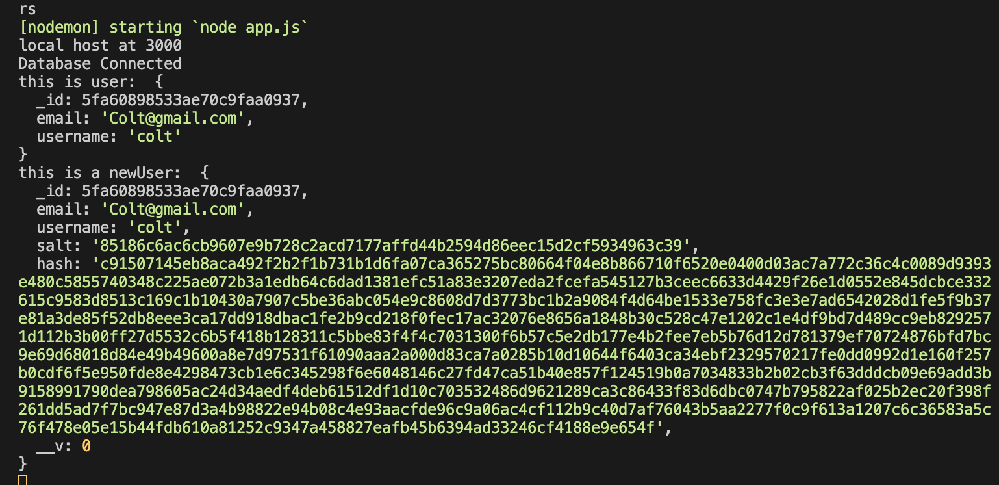 rs
[nodemon] starting `node app.js`
local host at 3000
Database Connected
this is user:  {
  _id: 5fa60898533ae70c9faa0937,
  email: 'Colt@gmail.com',
  username: 'colt'
}
this is a newUser:  {
  _id: 5fa60898533ae70c9faa0937,
  email: 'Colt@gmail.com',
  username: 'colt',
  salt: '85186c6ac6cb9607e9b728c2acd7177affd44b2594d86eec15d2cf5934963c39',
  hash: 'c91507145eb8aca492f2b2f1b731b1d6fa07ca365275bc80664f04e8b866710f6520e0400d03ac7a772c36c4c0089d9393
e480c5855740348c225ae072b3a1edb64c6dad1381efc51a83e3207eda2fcefa545127b3ceec6633d4429f26e1d0552e845dcbce332
615c9583d8513c169c1b10430a7907c5be36abc054e9c8608d7d3773bc1b2a9084f4d64be1533e758fc3e3e7ad6542028d1fe5f9b37
e81a3de85f52db8eee3ca17dd918dbac1fe2b9cd218f0fec17ac32076e8656a1848b30c528c47e1202c1e4df9bd7d489cc9eb829257
1d112b3b00ff27d5532c6b5f418b128311c5bbe83f4f4c7031300f6b57c5e2db177e4b2fee7eb5b76d12d781379ef70724876bfd7bc
9e69d68018d84e49b49600a8e7d97531f61090aaa2a000d83ca7a0285b10d10644f6403ca34ebf2329570217fe0dd0992d1e160f257
b0cdf6f5e950fde8e4298473cb1e6c345298f6e6048146c27fd47ca51b40e857f124519b0a7034833b2b02cb3f63dddcb09e69add3b
9158991790dea798605ac24d34aedf4deb61512df1d10c703532486d9621289ca3c86433f83d6dbc0747b795822af025b2ec20f398f
261dd5ad7f7bc947e87d3a4b98822e94b08c4e93aacfde96c9a06ac4cf112b9c40d7af76043b5aa2277f0c9f613a1207c6c36583a5c
76f478e05e15b44fdb610a81252c9347a458827eafb45b6394ad33246cf4188e9e654f',
  __v: 0
}